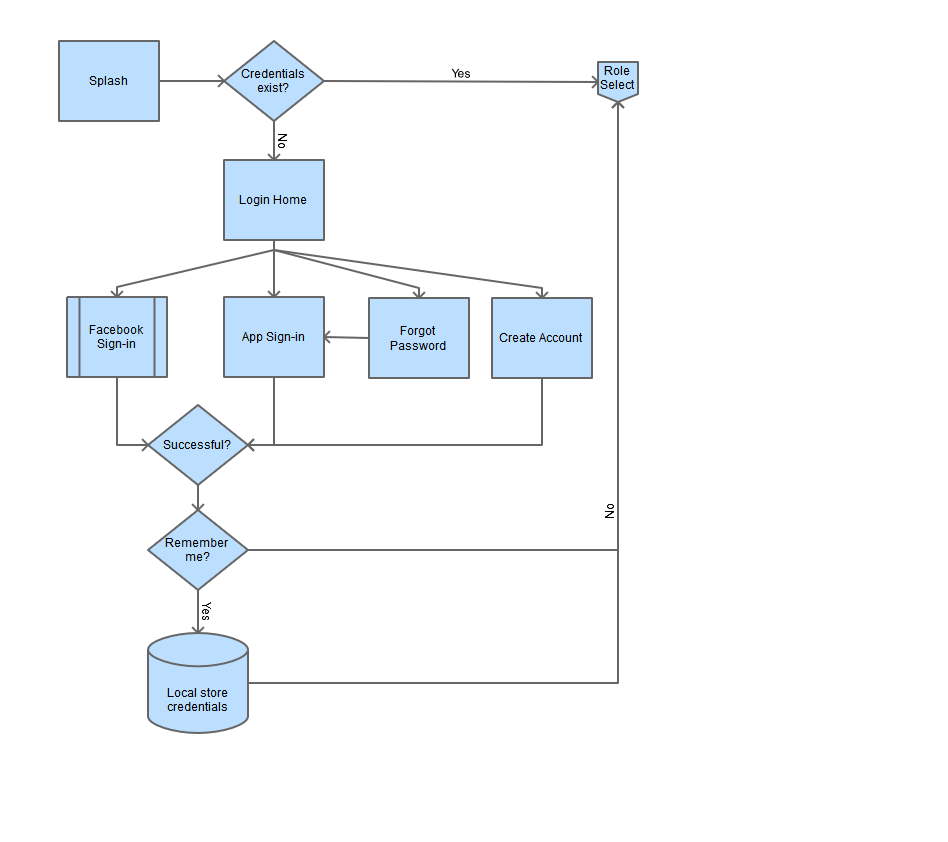 Splash
Credentials
exist?
Yes
Role
Select
No
Login Home
Facebook
Sign-in
App Sign-in
Forgot
Password
Create Account
Successful?
No
Remember
me?
Yes
Local store
credentials